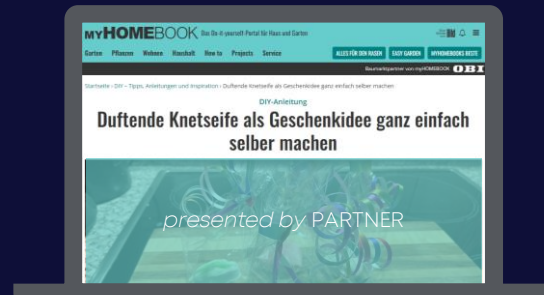 MYHOMEBOOK Das Do-it-yourself-Portal für Haus und Garten
Garten Pflanzen Wohnen Haushalt How to Projects Service ALLES FÜR DEN RASEN EASY GARDEN MYHOMEBOOKS BESTE
Baumarktpartner von myHOMEBOOK OBI
Startseite › DIY – Tipps, Anleitungen und Inspiration › Duftende Knetseife als Geschenkidee ganz einfach selber machen
DIY-Anleitung
Duftende Knetseife als Geschenkidee ganz einfach
selber machen
presented by PARTNER